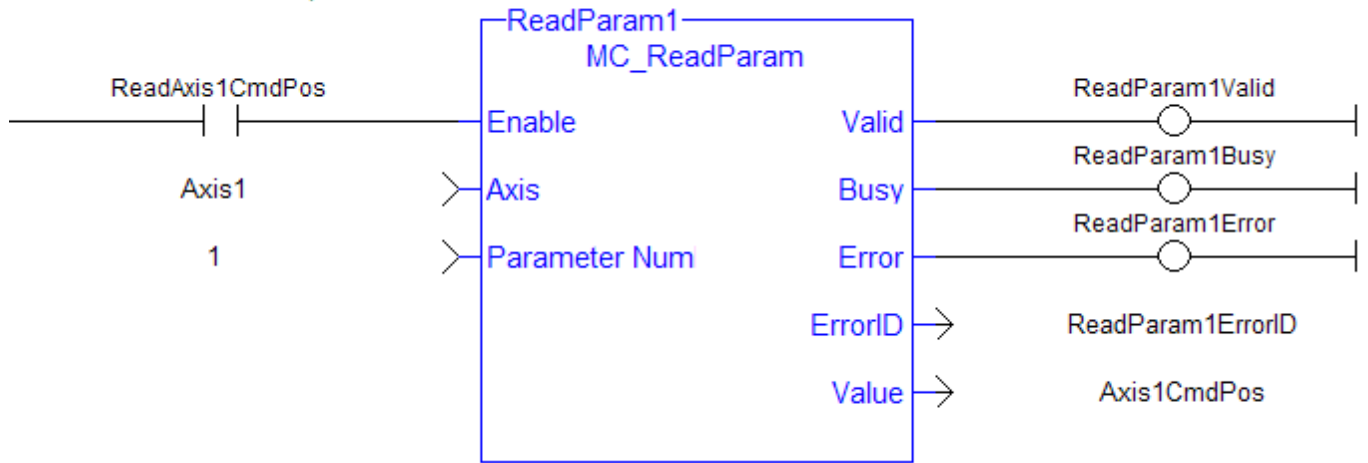 ReadParam1
MC_ReadParam
ReadAxis1CmdPos
Enable
Valid
ReadParam1Valid
Axis1
Axis
Busy
ReadParam1Busy
1
Parameter Num
Error
ReadParam1Error
ErrorID
ReadParam1ErrorID
Value
Axis1CmdPos